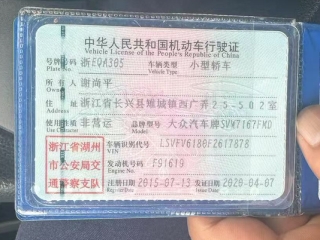 中华人民共和国机动车行驶证
Vehicle License of the People's Republic of China
号牌号码 浙EQA305 车辆类型 小型轿车
Plate No. Vehicle Type
所有人 谢尚平
Owner
住址 浙江省长兴县雉城镇西广弄25-502室
Address
使用性质 非营运 品牌型号 大众汽车牌SVW7167FMD
Use Character Model
浙江省湖州
市公安局交
通警察支队
车辆识别代号 LSVFV6180F2617878
VIN
发动机号码 F91619
Engine No.
注册日期 2015-07-13 发证日期 2020-04-07
Register Date Issue Date